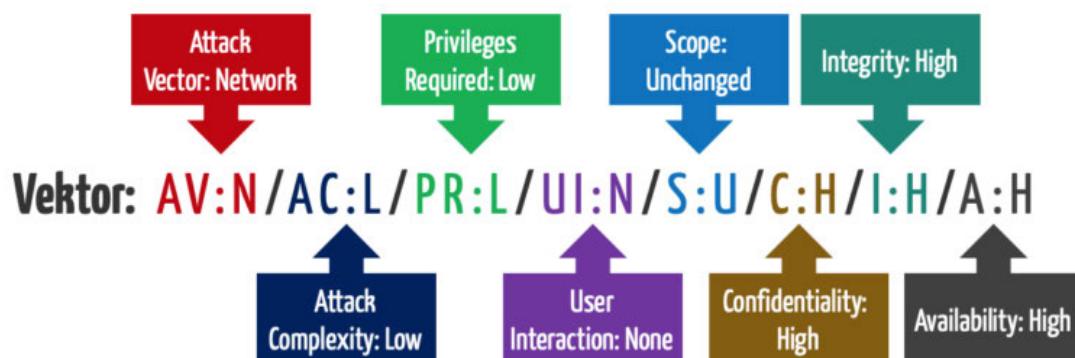 Attack
Vector: Network
Privileges
Required: Low
Scope:
Unchanged
Integrity: High
Vektor: AV:N/AC:L/PR:L/UI:N/S:U/C:H/I:H/A:H
Attack
Complexity: Low
User
Interaction: None
Confidentiality:
High
Availability: High